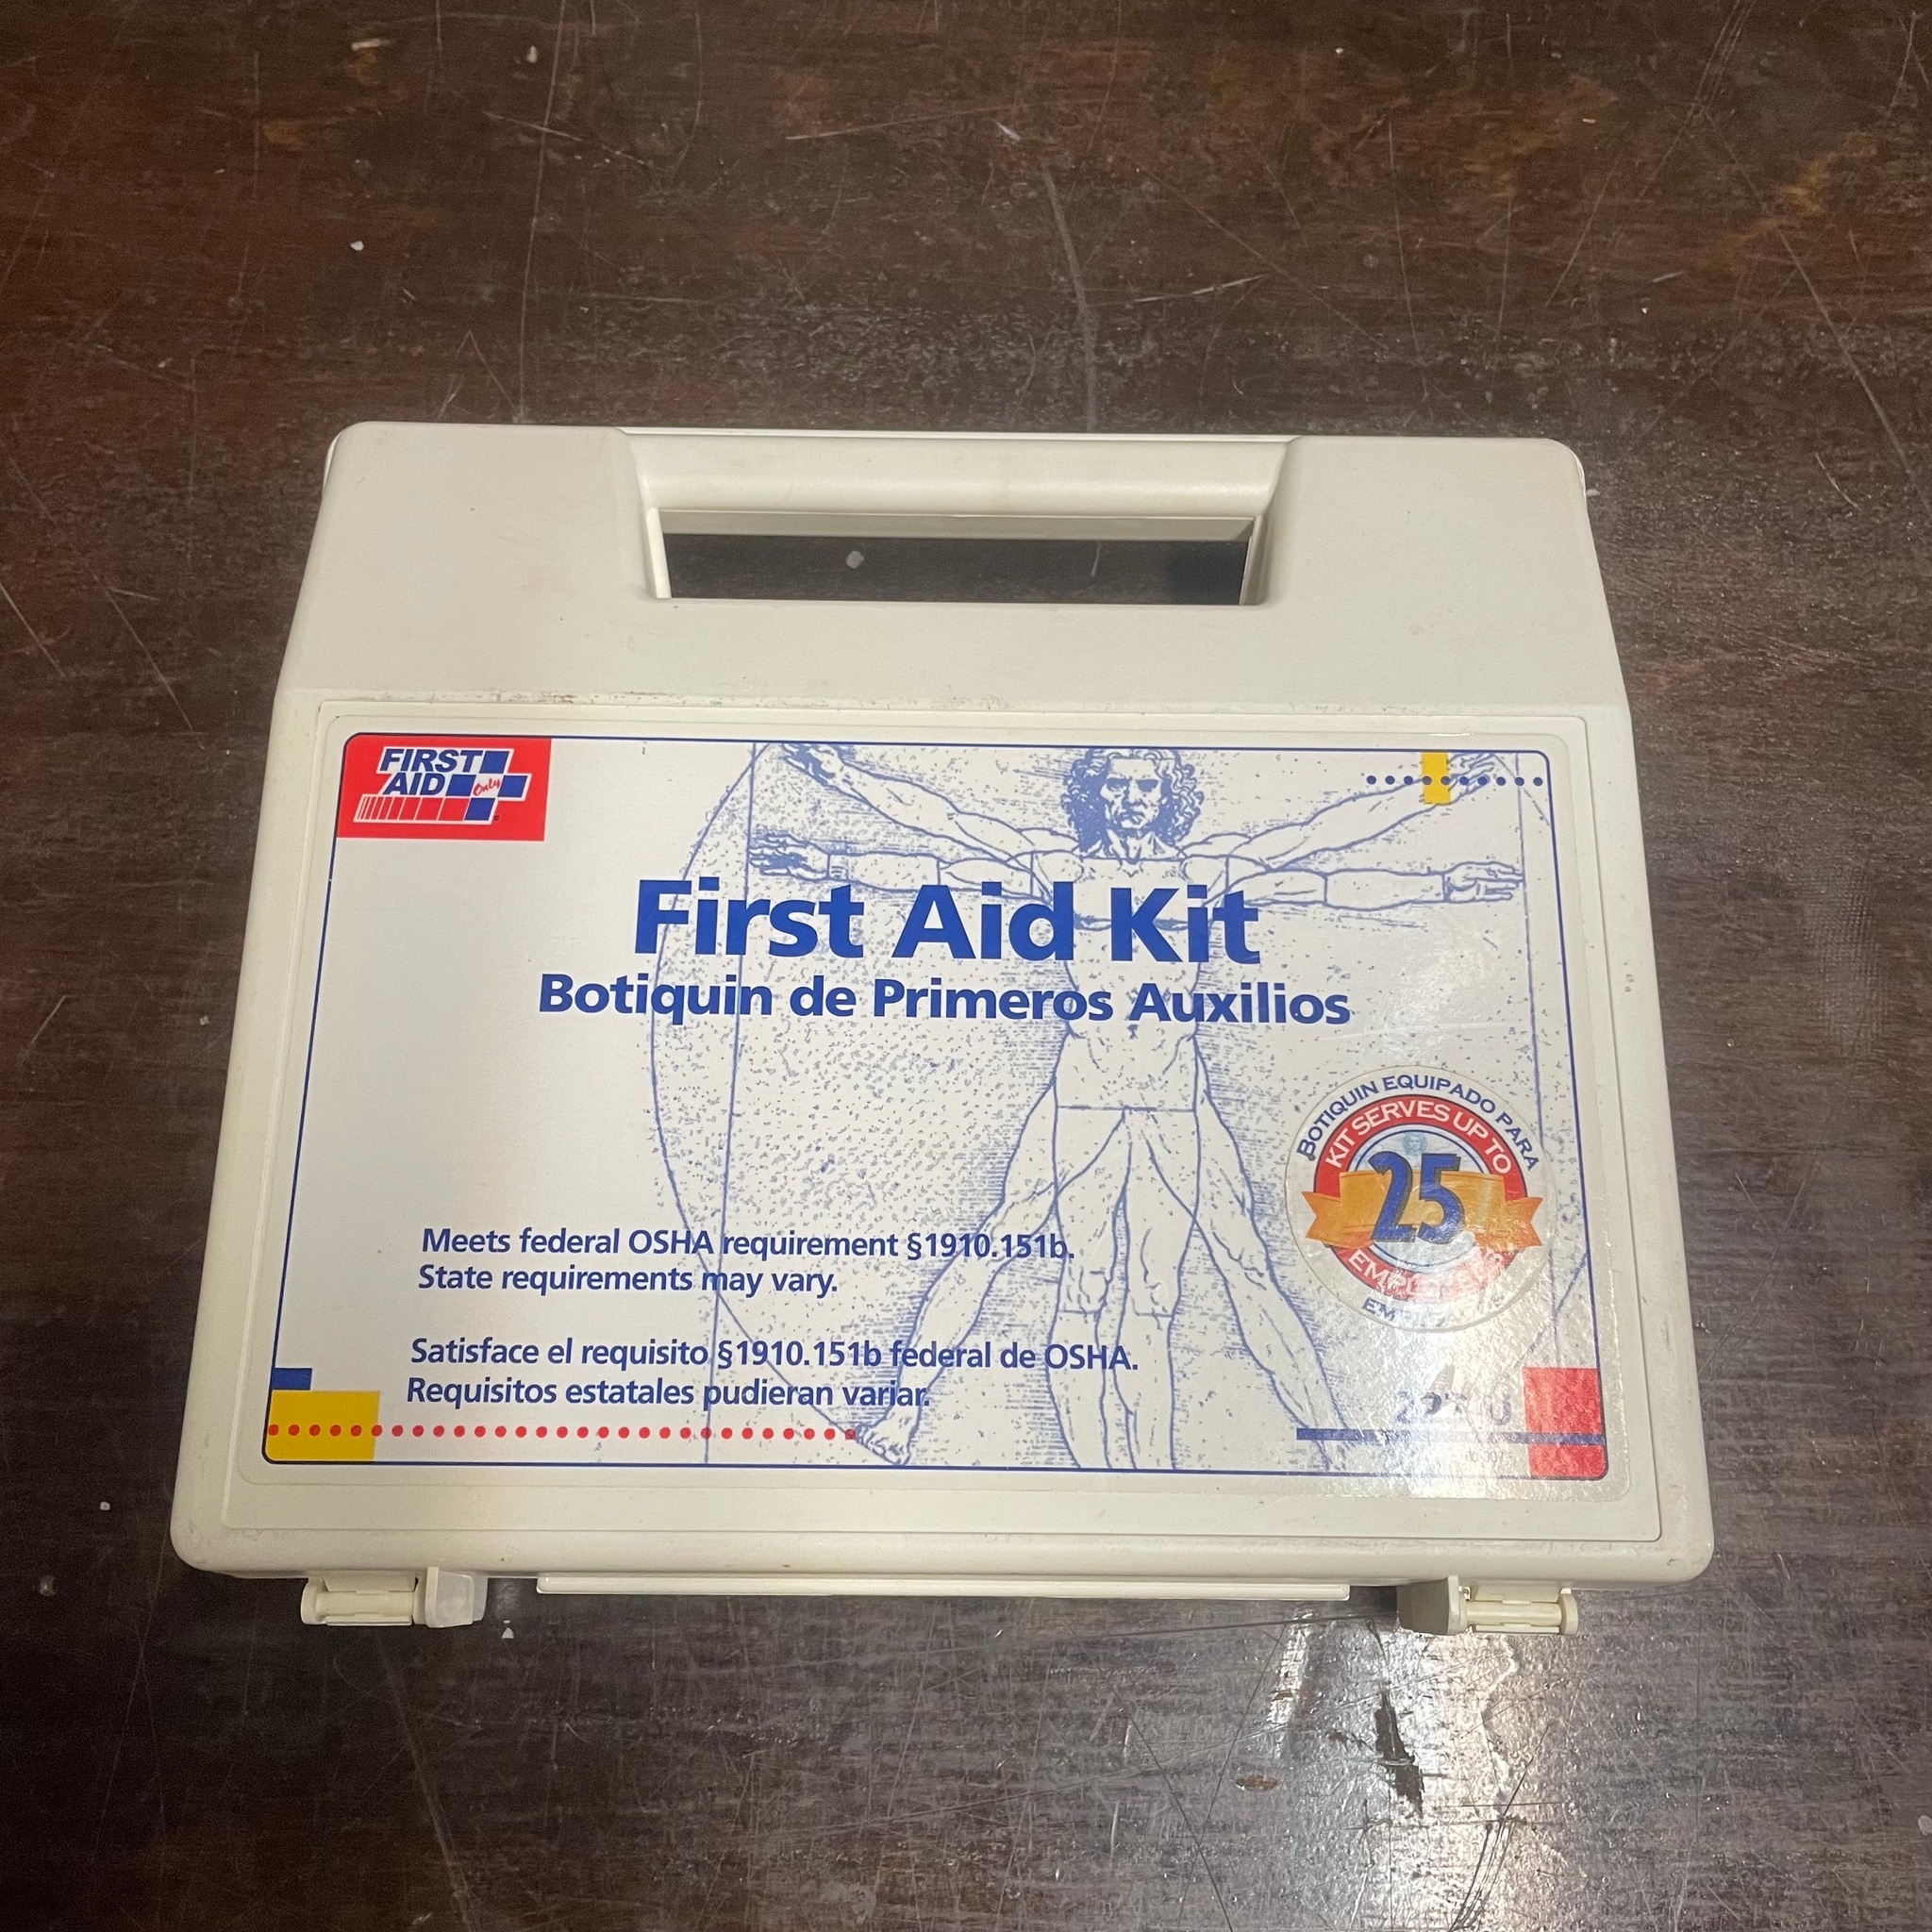 FIRST
AID Only
First Aid Kit
Botiquin de Primeros Auxilios
BOTIQUIN EQUIPADO PARA
KIT SERVES UP TO
25
Meets federal OSHA requirement §1910.151b.
State requirements may vary.
Satisface el requisito §1910.151b federal de OSHA.
Requisitos estatales pudieran variar.